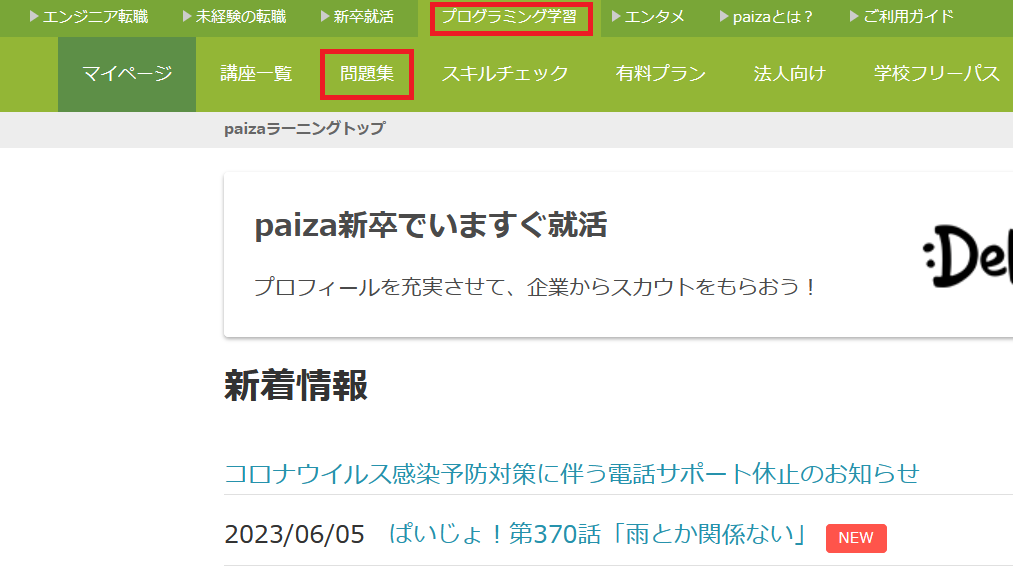 エンジニア転職 未経験の転職 新卒就活 プログラミング学習 エンタメ paizaとは？ ご利用ガイド
マイページ 講座一覧 問題集 スキルチェック 有料プラン 法人向け 学校フリーパス
paizaラーニングトップ
paiza新卒でいますぐ就活
プロフィールを充実させて、企業からスカウトをもらおう！
:Del
新着情報
コロナウイルス感染予防対策に伴う電話サポート休止のお知らせ
2023/06/05 ぱいじょ！第370話「雨とか関係ない」 NEW